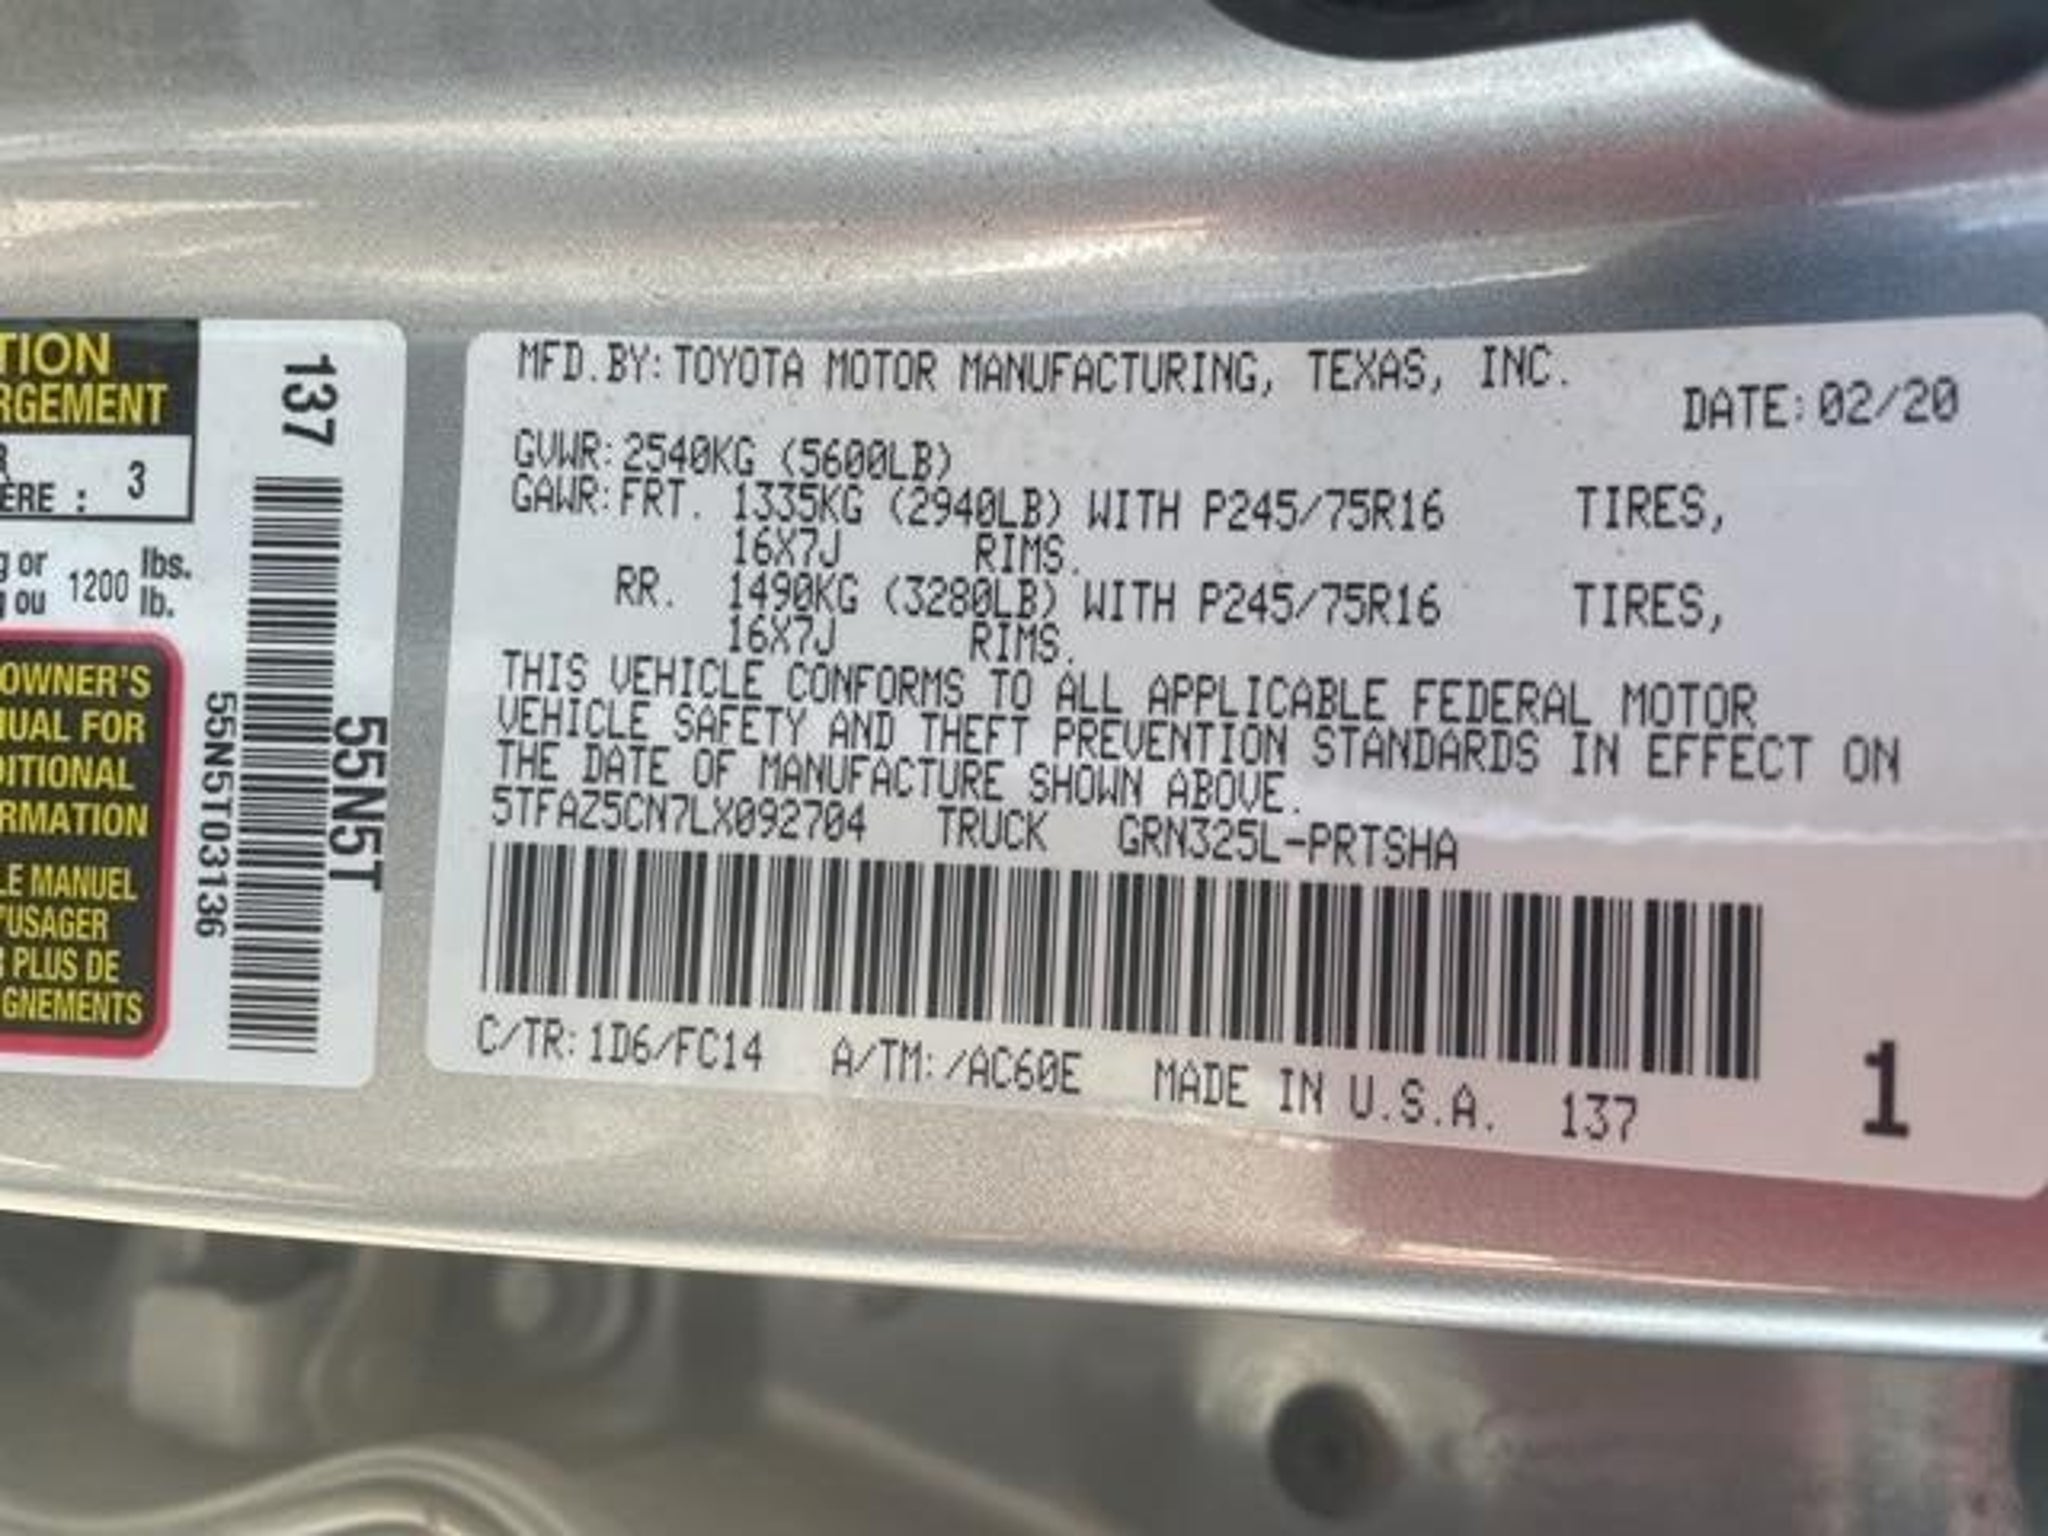 TION
RGEMENT
R
ÈRE : 3
g or 1200 lbs.
g ou lb.
OWNER'S
NUAL FOR
DITIONAL
RMATION
LE MANUEL
'USAGER
R PLUS DE
GNEMENTS
137
55N5T03136
55N5T
MFD.BY: TOYOTA MOTOR MANUFACTURING, TEXAS, INC.
DATE: 02/20
GVWR: 2540KG (5600LB)
GAWR: FRT. 1335KG (2940LB) WITH P245/75R16 TIRES,
16X7J RIMS.
RR. 1490KG (3280LB) WITH P245/75R16 TIRES,
16X7J RIMS.
THIS VEHICLE CONFORMS TO ALL APPLICABLE FEDERAL MOTOR
VEHICLE SAFETY AND THEFT PREVENTION STANDARDS IN EFFECT ON
THE DATE OF MANUFACTURE SHOWN ABOVE.
5TFAZ5CN7LX092704 TRUCK GRN325L-PRTSHA
C/TR: 1D6/FC14 A/TM: /AC60E MADE IN U.S.A. 137
1